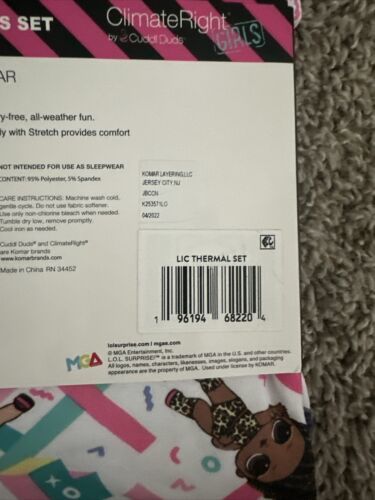 S SET
ClimateRight®
by Cuddl Duds™
GIRLS
AR
ry-free, all-weather fun.
ly with Stretch provides comfort
NOT INTENDED FOR USE AS SLEEPWEAR
CONTENT: 95% Polyester, 5% Spandex
CARE INSTRUCTIONS: Machine wash cold,
gentle cycle. Do not use fabric softener.
Use only non-chlorine bleach when needed.
Tumble dry low, remove promptly.
Cool iron as needed.
Cuddl Duds® and ClimateRight®
are Komar brands
www.komarbrands.com
Made in China RN 34452
KOMAR LAYERING,LLC
JERSEY CITY,NJ
JBCCN
K253571LG
04/2022
LIC THERMAL SET
1 96194 68220 4
lolsurprise.com | mgae.com
© MGA Entertainment, Inc.
L.O.L. SURPRISE!™ is a trademark of MGA in the U.S. and other countries.
All logos, names, characters, likenesses, images, slogans, and packaging
appearance are the property of MGA. Used under license by KOMAR.
MGA
XO